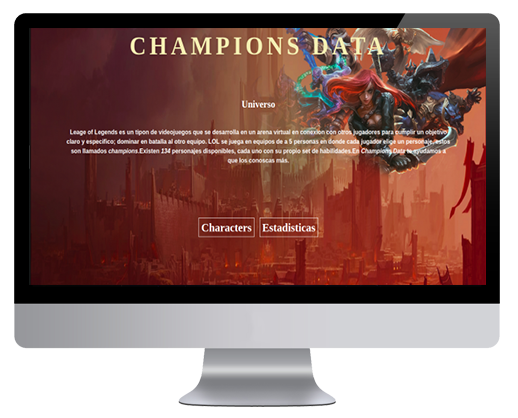 CHAMPIONS DATA
Universo
Leage of Legends es un tipon de videojuegos que se desarrolla en un arena virtual en conexion con otros jugadores para cumplir un objetivo
claro y especifico; dominar en batalla al otro equipo. LOL se juega en equipos de a 5 personas en donde cada jugador elige un personaje, estos
son llamados champions.Existen 134 personajes disponibles, cada uno con su propio set de habilidades.En Champions Data te ayudamos a
que los conoscas más.
Characters Estadisticas